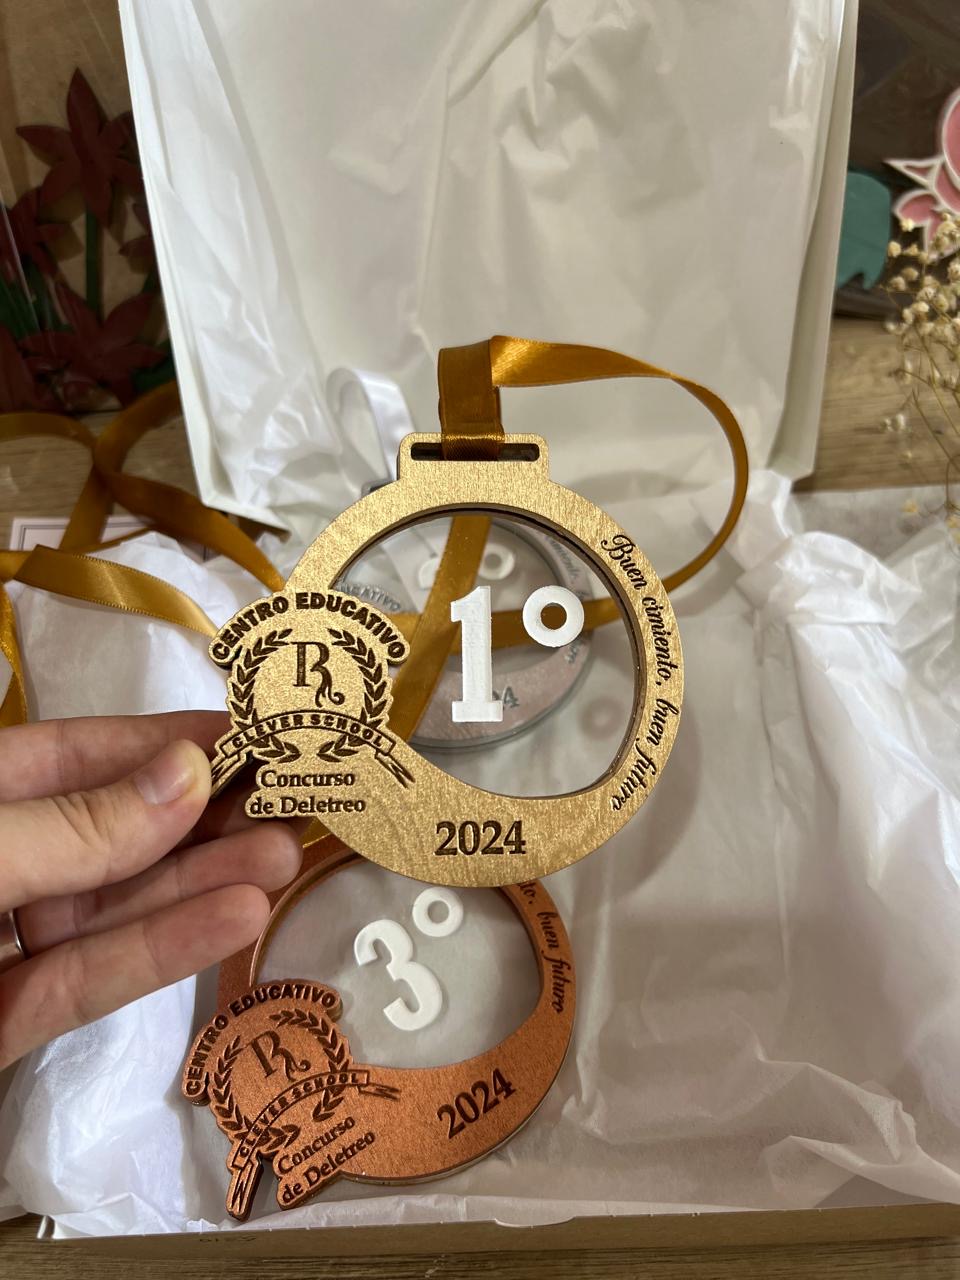 CENTRO EDUCATIVO
R
CLEVER SCHOOL
Concurso
de Deletreo
1°
Buen cimiento, buen futuro
2024
3°
buen futuro
CENTRO EDUCATIVO
R
CLEVER SCHOOL
Concurso
de Deletreo
2024